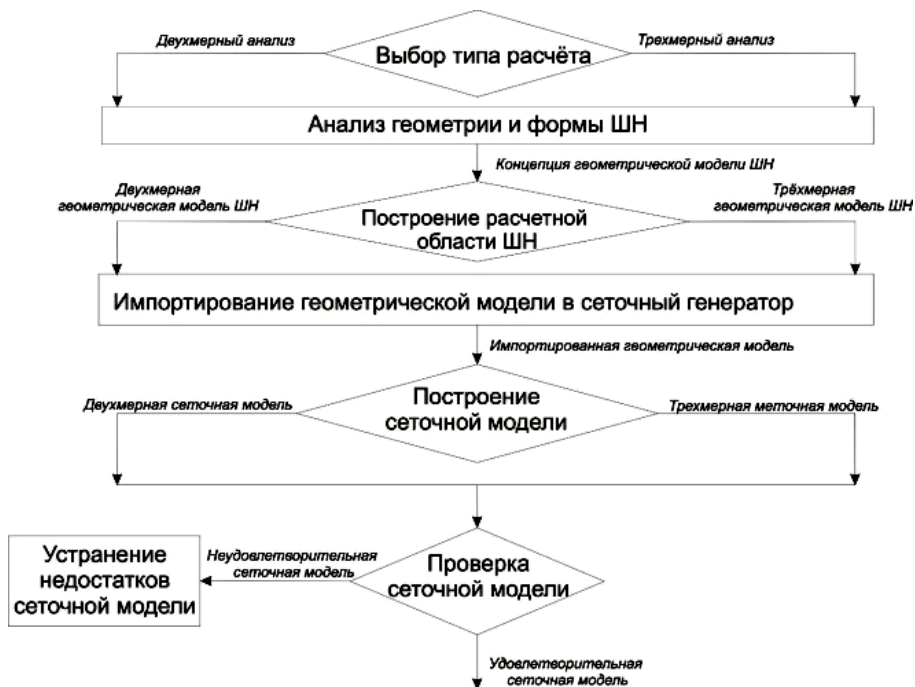 Двухмерный анализ
Трехмерный анализ
Выбор типа расчёта
Анализ геометрии и формы ШН
Концепция геометрической модели ШН
Двухмерная
геометрическая модель ШН
Трёхмерная
геометрическая модель ШН
Построение расчетной
области ШН
Импортирование геометрической модели в сеточный генератор
Импортированная геометрическая модель
Двухмерная сеточная модель
Построение
сеточной модели
Трехмерная меточная модель
Устранение
недостатков
сеточной модели
Неудовлетворительная
сеточная модель
Проверка
сеточной модели
Удовлетворительная
сеточная модель